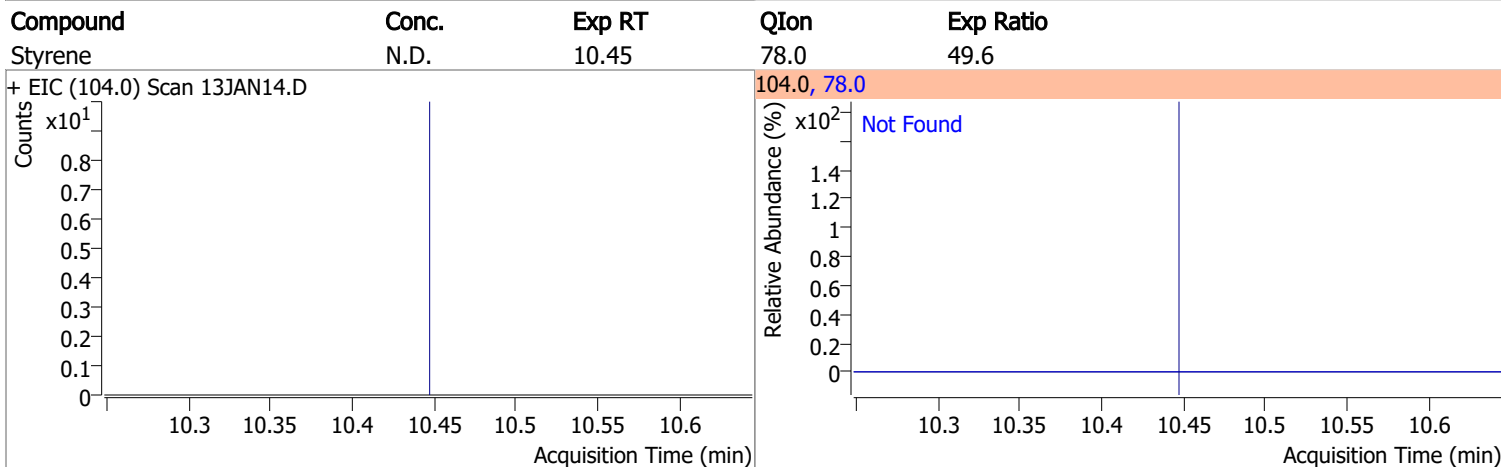 Compound Conc. Exp RT QIon Exp Ratio
Styrene N.D. 10.45 78.0 49.6
+ EIC (104.0) Scan 13JAN14.D
Counts
x10¹
0.8
0.7
0.6
0.5
0.4
0.3
0.2
0.1
0
10.3 10.35 10.4 10.45 10.5 10.55 10.6
Acquisition Time (min)
104.0, 78.0
Relative Abundance (%)
x10²
Not Found
1.4
1.2
1
0.8
0.6
0.4
0.2
0
10.3 10.35 10.4 10.45 10.5 10.55 10.6
Acquisition Time (min)